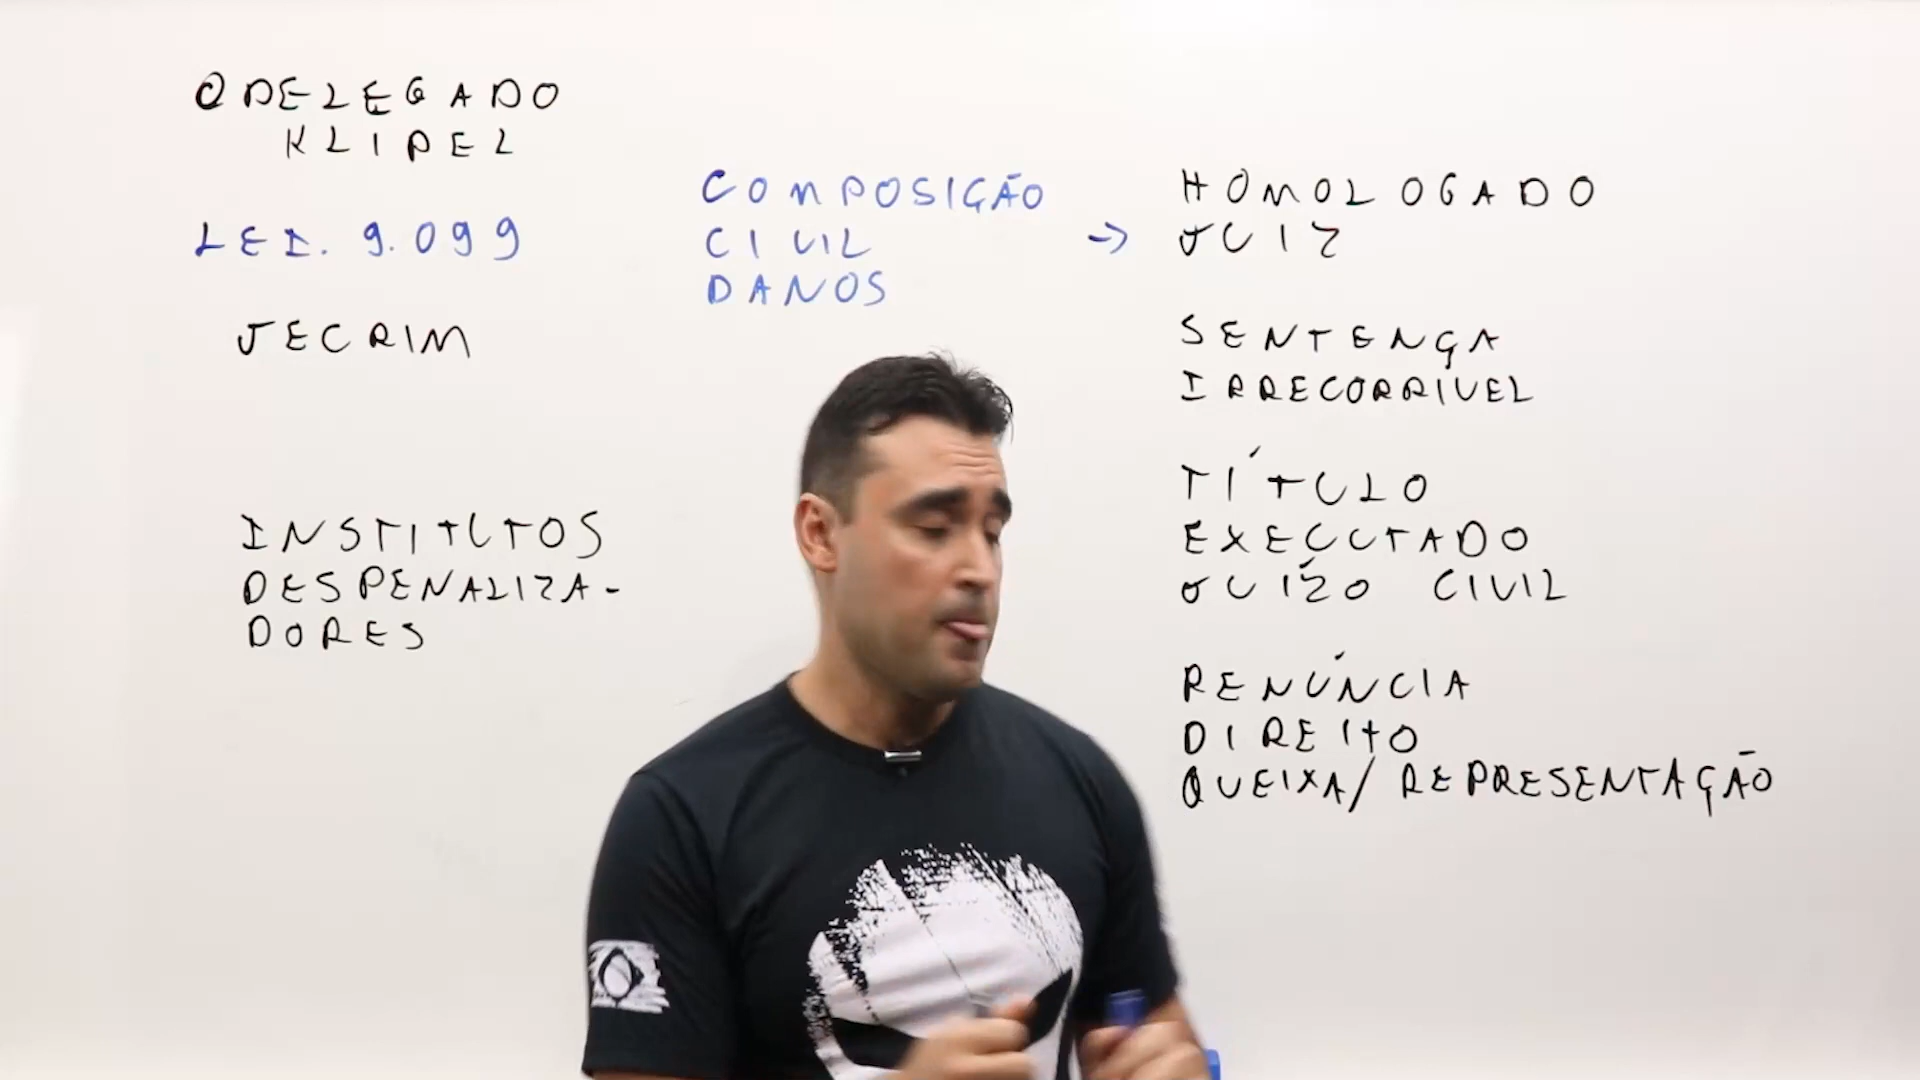 @DELEGADO
KLIPEL
LEI. 9.099
JECRIM
INSTITUTOS
DESPENALIZA-
DORES
COMPOSIÇÃO
CIVIL
DANOS
→ HOMOLOGADO
JUIZ
SENTENÇA
IRRECORRIVEL
TÍTULO
EXECUTADO
JUÍZO CIVIL
RENÚNCIA
DIREITO
QUEIXA/REPRESENTAÇÃO